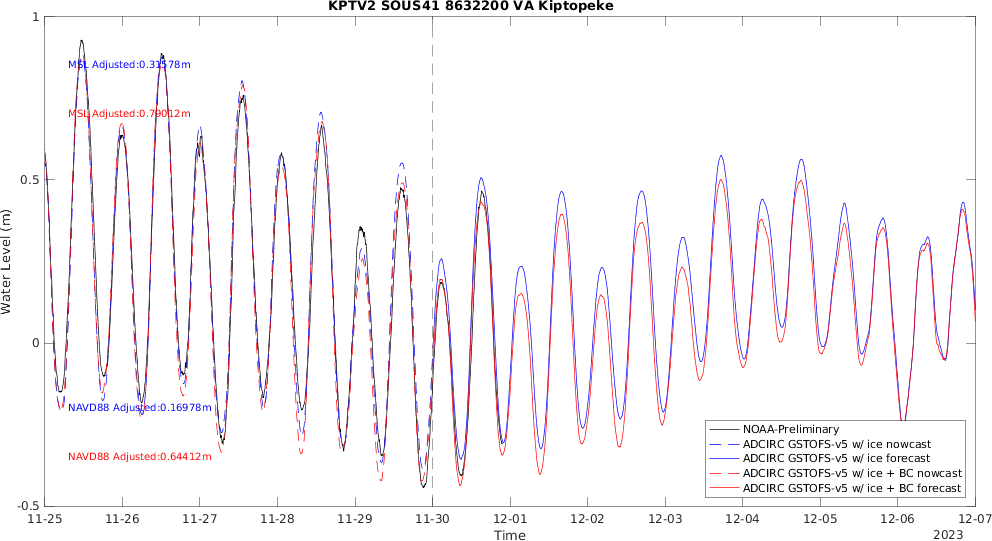 KPTV2 SOUS41 8632200 VA Kiptopeke
1
MSL Adjusted:0.31578m
MSL Adjusted:0.79012m
0.5
Water Level (m)
0
NAVD88 Adjusted:0.16978m
NAVD88 Adjusted:0.64412m
NOAA-Preliminary
ADCIRC GSTOFS-v5 w/ ice nowcast
ADCIRC GSTOFS-v5 w/ ice forecast
ADCIRC GSTOFS-v5 w/ ice + BC nowcast
ADCIRC GSTOFS-v5 w/ ice + BC forecast
-0.5
11-25 11-26 11-27 11-28 11-29 11-30 12-01 12-02 12-03 12-04 12-05 12-06 12-07
Time
2023